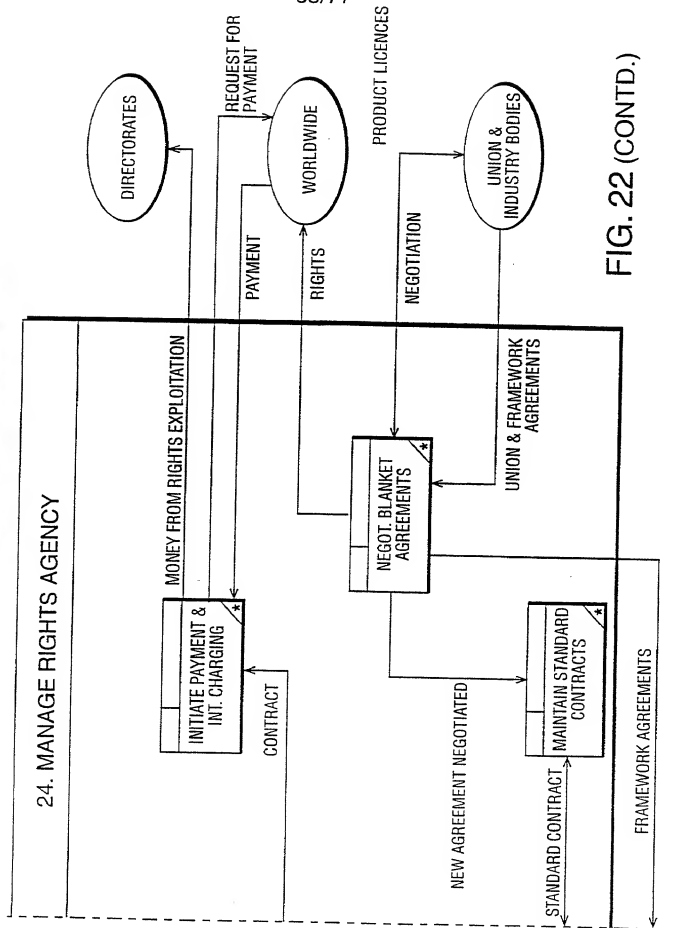 24. MANAGE RIGHTS AGENCY
DIRECTORATES
MONEY FROM RIGHTS EXPLOITATION
REQUEST FOR
PAYMENT
INITIATE PAYMENT &
INT. CHARGING
*
PAYMENT
WORLDWIDE
CONTRACT
RIGHTS
PRODUCT LICENCES
NEGOTIATION
NEGOT. BLANKET
AGREEMENTS
*
UNION &
INDUSTRY BODIES
UNION & FRAMEWORK
AGREEMENTS
NEW AGREEMENT NEGOTIATED
MAINTAIN STANDARD
CONTRACTS
*
STANDARD CONTRACT
FRAMEWORK AGREEMENTS
FIG. 22 (CONTD.)